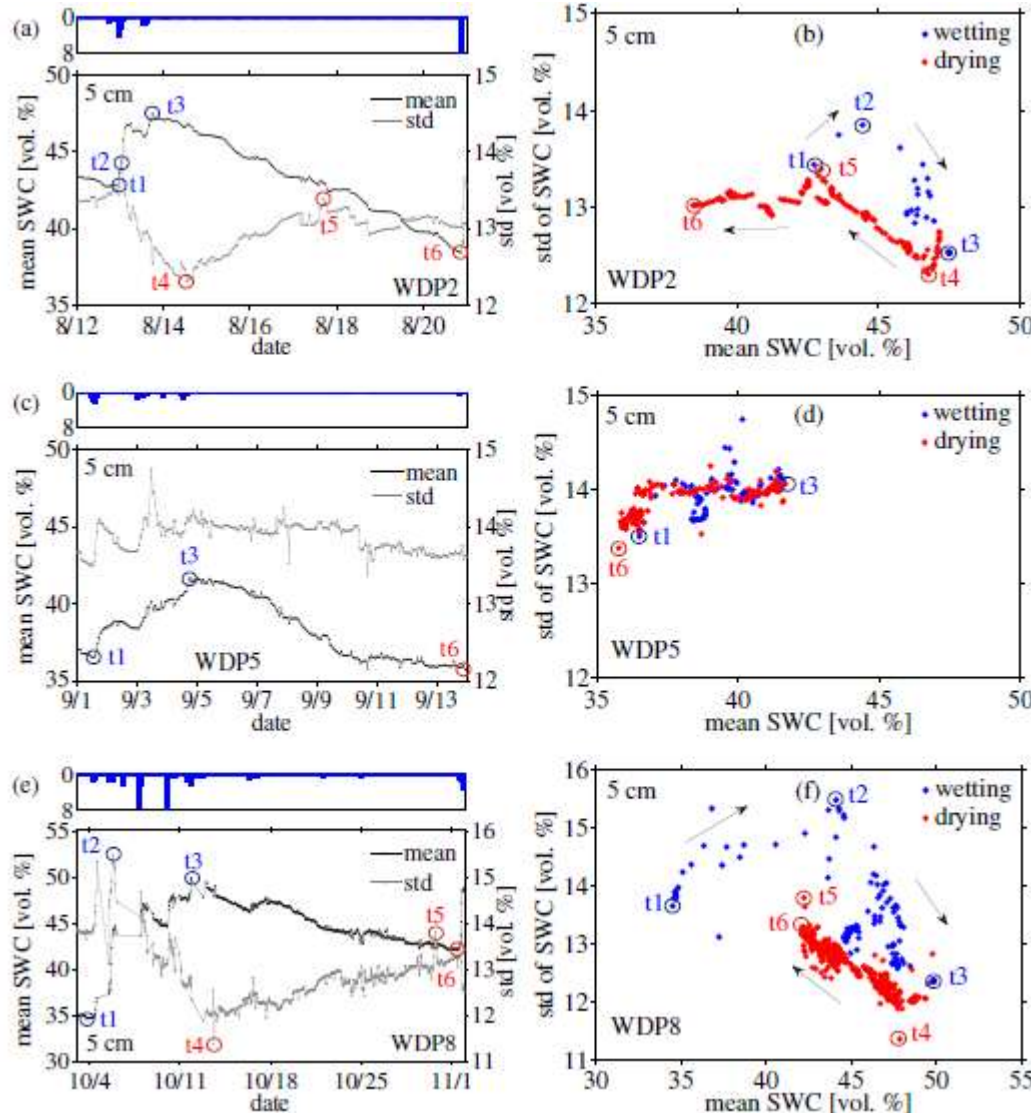 (a)
0
8
50
45
40
35
mean SWC [vol. %]
5 cm
t3
mean
std
t2
t1
t5
t4
t6
WDP2
15
14
13
12
std [vol. %]
8/12 8/14 8/16 8/18 8/20
date
15
14
13
12
std of SWC [vol. %]
5 cm
(b)
wetting
drying
t2
t1
t5
t6
t3
t4
WDP2
35 40 45 50
mean SWC [vol. %]
(c)
0
8
50
45
40
35
mean SWC [vol. %]
5 cm
mean
std
t3
t1
WDP5
t6
15
14
13
12
std [vol. %]
9/1 9/3 9/5 9/7 9/9 9/11 9/13
date
15
14
13
12
std of SWC [vol. %]
5 cm
(d)
wetting
drying
t3
t1
t6
WDP5
35 40 45 50
mean SWC [vol. %]
(e)
0
8
55
50
45
40
35
30
mean SWC [vol. %]
t2
t3
mean
std
t5
t6
t1
t4
5 cm
WDP8
16
15
14
13
12
11
std [vol. %]
10/4 10/11 10/18 10/25 11/1
date
16
15
14
13
12
11
std of SWC [vol. %]
5 cm
(f)
wetting
drying
t2
t1
t5
t6
t3
t4
WDP8
30 35 40 45 50 55
mean SWC [vol. %]